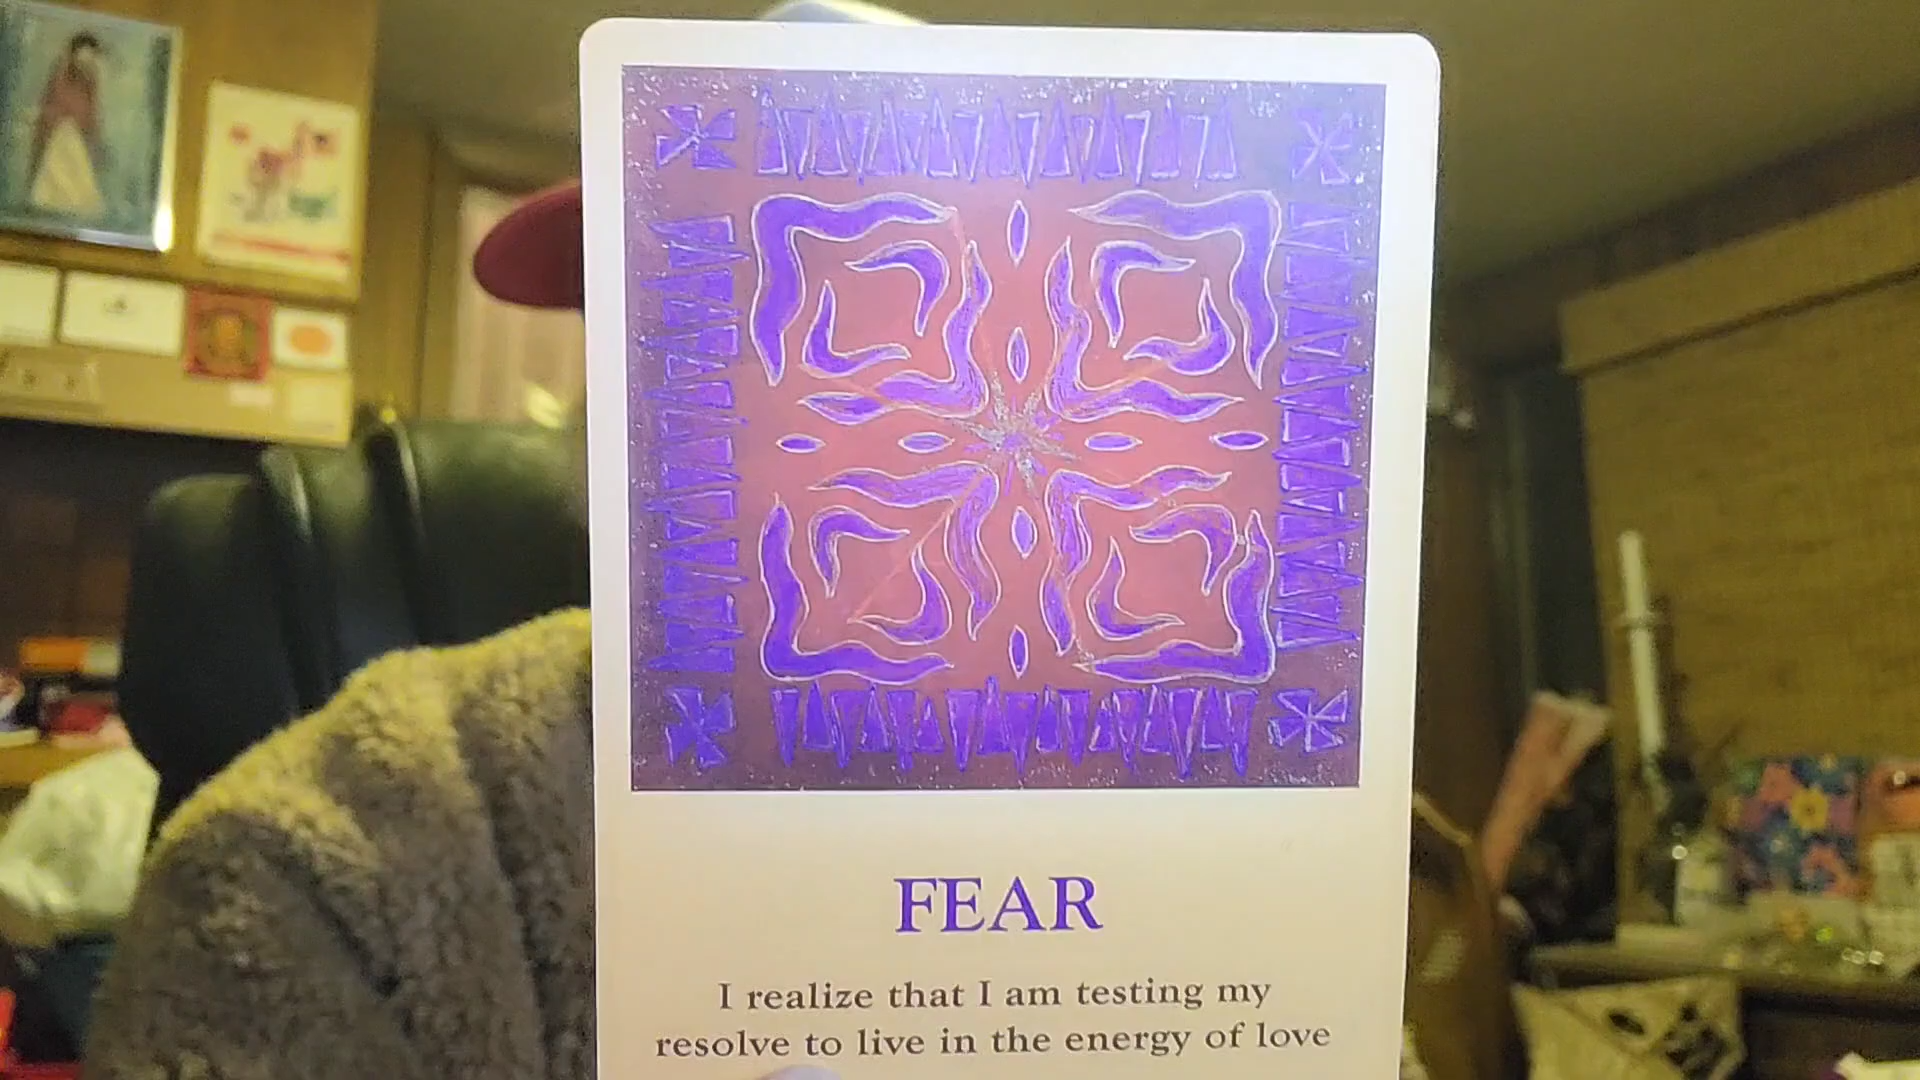 FEAR
I realize that I am testing my
resolve to live in the energy of love